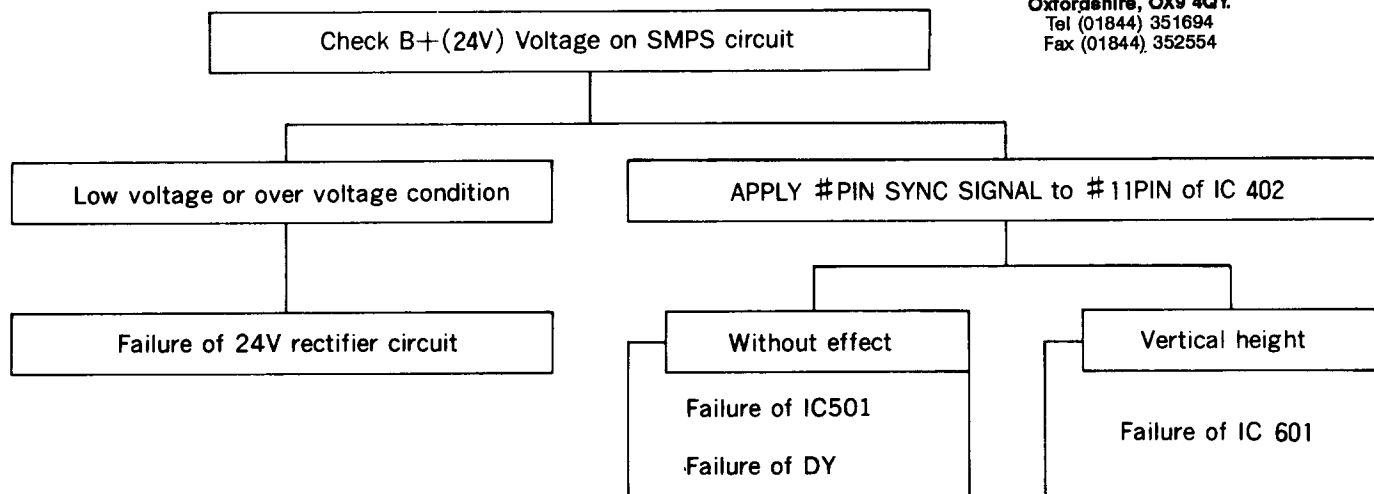 Oxfordshire, OX9 4QY.
Tel (01844) 351694
Fax (01844) 352554
Check B+(24V) Voltage on SMPS circuit
Low voltage or over voltage condition
APPLY #PIN SYNC SIGNAL to #11PIN of IC 402
Failure of 24V rectifier circuit
Without effect
Vertical height
Failure of IC501
Failure of IC 601
Failure of DY